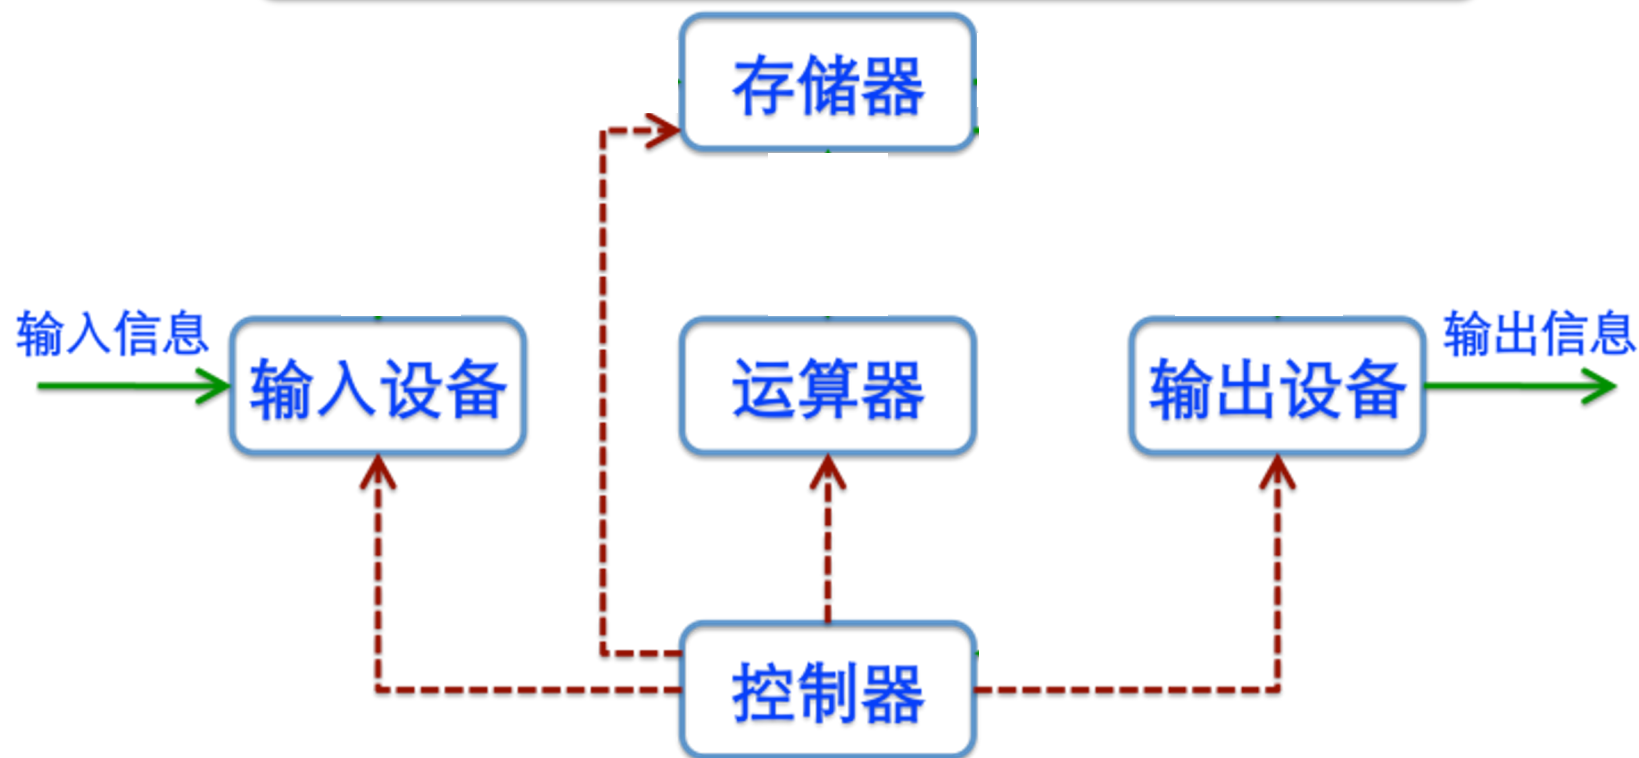 存储器
输入信息
输入设备
运算器
输出设备
输出信息
控制器